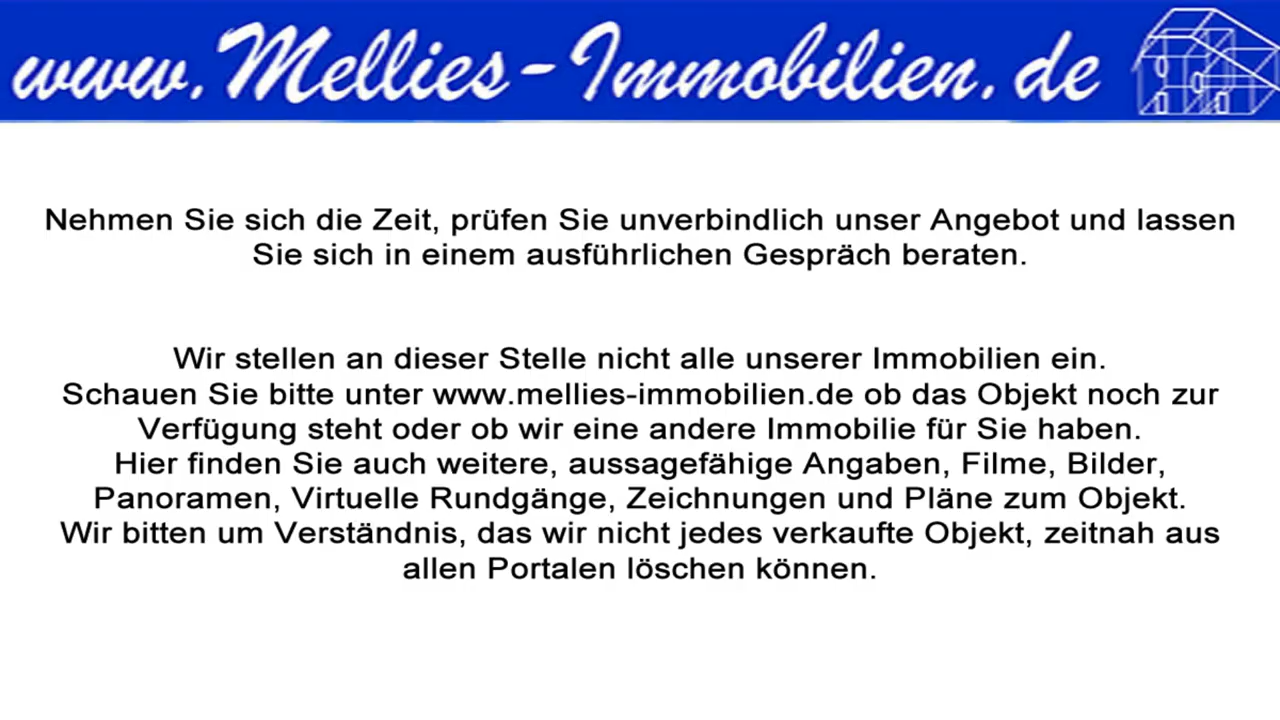 www.Mellies-Immobilien.de
Nehmen Sie sich die Zeit, prüfen Sie unverbindlich unser Angebot und lassen
Sie sich in einem ausführlichen Gespräch beraten.
Wir stellen an dieser Stelle nicht alle unserer Immobilien ein.
Schauen Sie bitte unter www.mellies-immobilien.de ob das Objekt noch zur
Verfügung steht oder ob wir eine andere Immobilie für Sie haben.
Hier finden Sie auch weitere, aussagefähige Angaben, Filme, Bilder,
Panoramen, Virtuelle Rundgänge, Zeichnungen und Pläne zum Objekt.
Wir bitten um Verständnis, das wir nicht jedes verkaufte Objekt, zeitnah aus
allen Portalen löschen können.